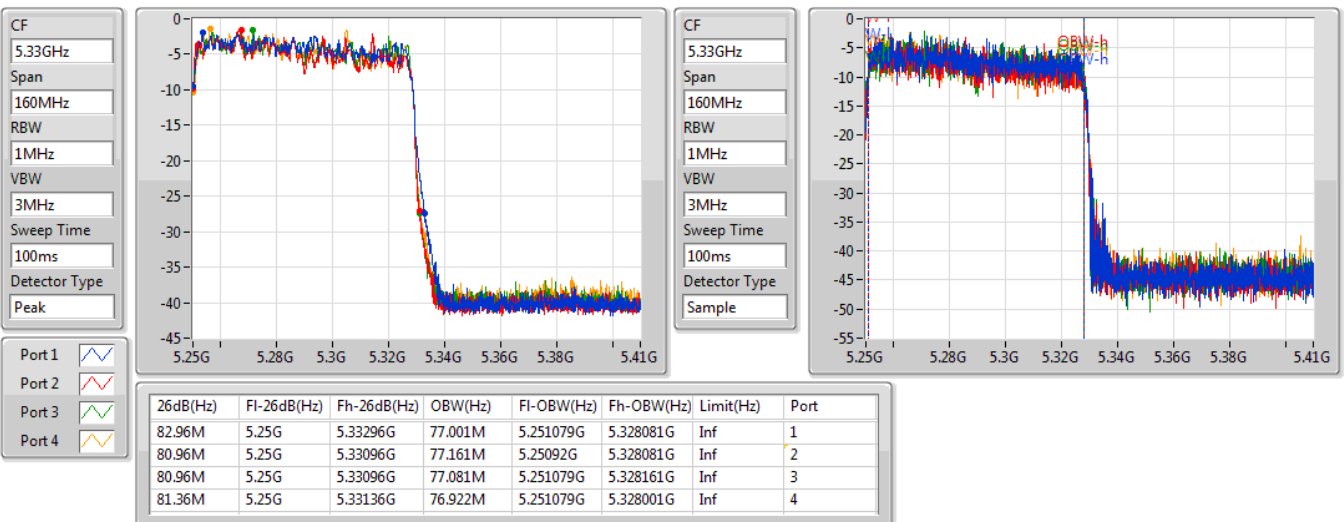 CF
5.33GHz
Span
160MHz
RBW
1MHz
VBW
3MHz
Sweep Time
100ms
Detector Type
Peak
0
-5
-10
-15
-20
-25
-30
-35
-40
-45
5.25G 5.28G 5.3G 5.32G 5.34G 5.36G 5.38G 5.41G
CF
5.33GHz
Span
160MHz
RBW
1MHz
VBW
3MHz
Sweep Time
100ms
Detector Type
Sample
0
-5
-10
-15
-20
-25
-30
-35
-40
-45
-50
-55
OBW-h
5.25G 5.28G 5.3G 5.32G 5.34G 5.36G 5.38G 5.41G
Port 1
Port 2
Port 3
Port 4
26dB(Hz) Fl-26dB(Hz) Fh-26dB(Hz) OBW(Hz) Fl-OBW(Hz) Fh-OBW(Hz) Limit(Hz) Port
82.96M 5.25G 5.33296G 77.001M 5.251079G 5.328081G Inf 1
80.96M 5.25G 5.33096G 77.161M 5.25092G 5.328081G Inf 2
80.96M 5.25G 5.33096G 77.081M 5.251079G 5.328161G Inf 3
81.36M 5.25G 5.33136G 76.922M 5.251079G 5.328001G Inf 4